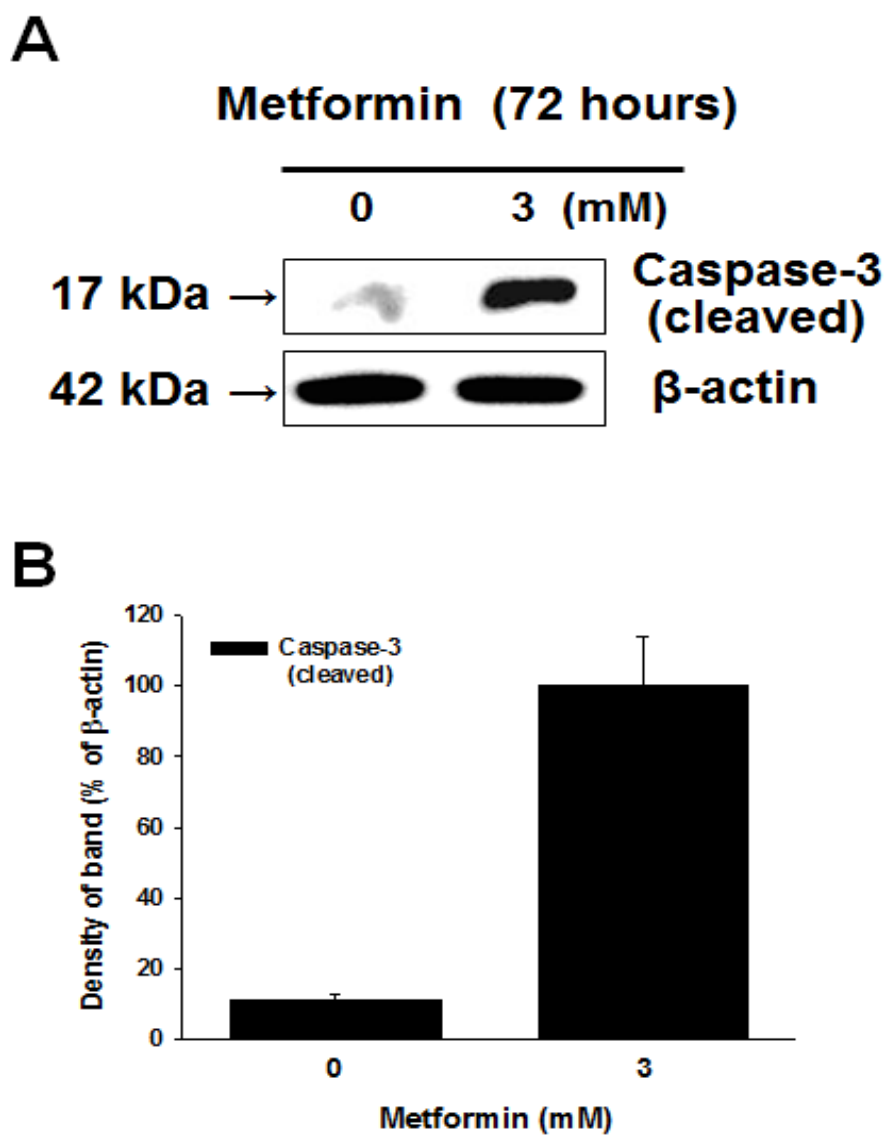 A
Metformin (72 hours)
0 3 (mM)
17 kDa → Caspase-3
(cleaved)
42 kDa → β-actin
B
Density of band (% of β-actin)
120
100
80
60
40
20
0
Caspase-3
(cleaved)
0 3
Metformin (mM)